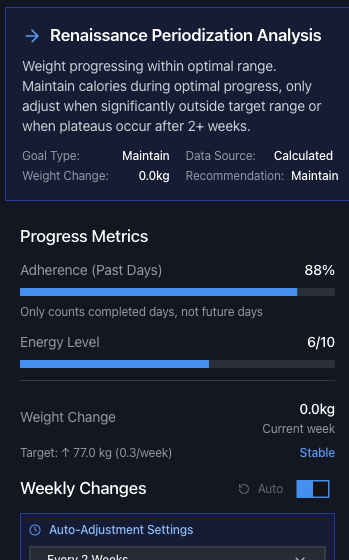 Renaissance Periodization Analysis
Weight progressing within optimal range.
Maintain calories during optimal progress, only
adjust when significantly outside target range or
when plateaus occur after 2+ weeks.
Goal Type: Maintain Data Source: Calculated
Weight Change: 0.0kg Recommendation: Maintain
Progress Metrics
Adherence (Past Days) 88%
Only counts completed days, not future days
Energy Level 6/10
Weight Change 0.0kg
Current week
Target: ↑ 77.0 kg (0.3/week) Stable
Weekly Changes Auto
Auto-Adjustment Settings
Every 2 Weeks